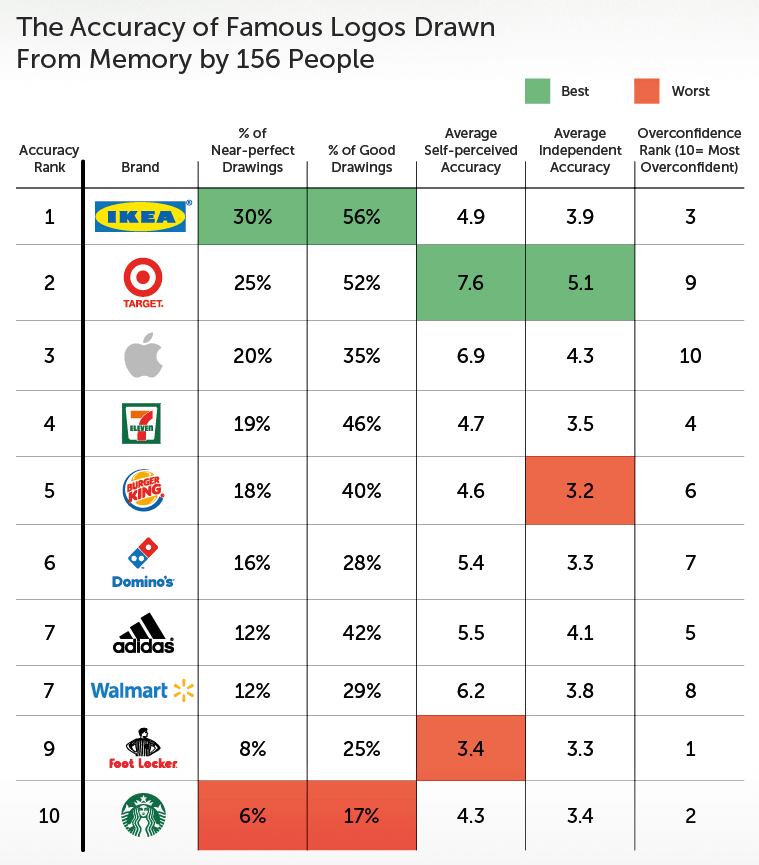 The Accuracy of Famous Logos Drawn
From Memory by 156 People
Best Worst
Accuracy
Rank
Brand
% of
Near-perfect
Drawings
% of Good
Drawings
Average
Self-perceived
Accuracy
Average
Independent
Accuracy
Overconfidence
Rank (10= Most
Overconfident)
1 IKEA® 30% 56% 4.9 3.9 3
2 TARGET. 25% 52% 7.6 5.1 9
3 20% 35% 6.9 4.3 10
4 7 ELEVEN 19% 46% 4.7 3.5 4
5 BURGER KING 18% 40% 4.6 3.2 6
6 Domino's 16% 28% 5.4 3.3 7
7 adidas 12% 42% 5.5 4.1 5
7 Walmart 12% 29% 6.2 3.8 8
9 Foot Locker. 8% 25% 3.4 3.3 1
10 6% 17% 4.3 3.4 2